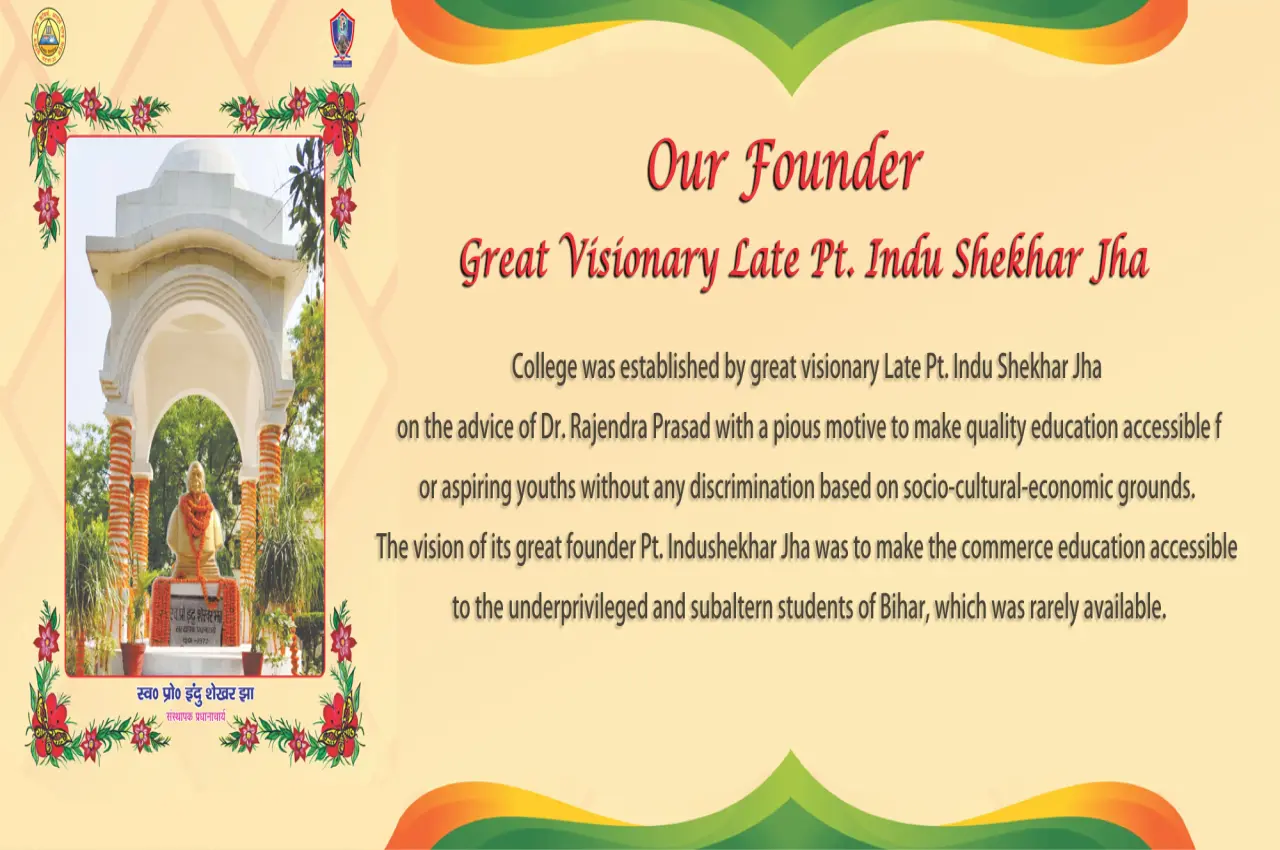 Our Founder
Great Visionary Late Pt. Indu Shekhar Jha
College was established by great visionary Late Pt. Indu Shekhar Jha
on the advice of Dr. Rajendra Prasad with a pious motive to make quality education accessible f
or aspiring youths without any discrimination based on socio-cultural-economic grounds.
The vision of its great founder Pt. Indushekhar Jha was to make the commerce education accessible
to the underprivileged and subaltern students of Bihar, which was rarely available.
इंदु शेखर झा
स्व० प्रो० इंदु शेखर झा
संस्थापक प्रधानाचार्य